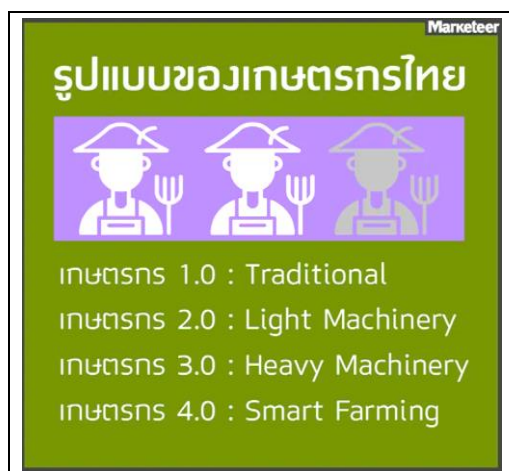 Marketeer
รูปแบบของเกษตรกรไทย
เกษตรกร 1.0 : Traditional
เกษตรกร 2.0 : Light Machinery
เกษตรกร 3.0 : Heavy Machinery
เกษตรกร 4.0 : Smart Farming